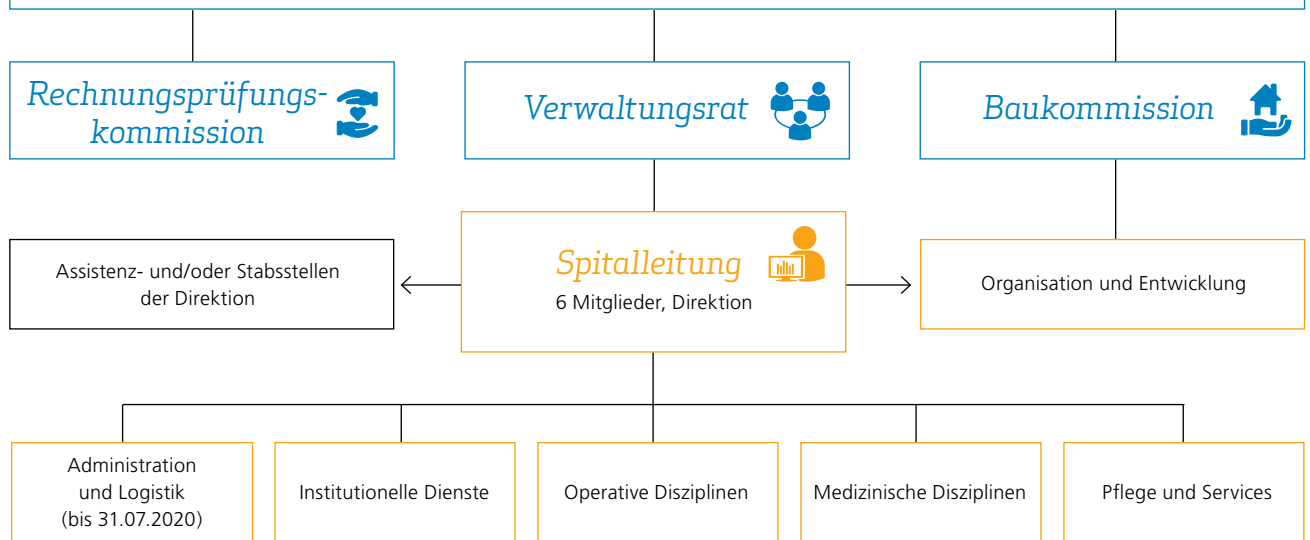 Rechnungsprüfungs-
kommission
Verwaltungsrat
Baukommission
Assistenz- und/oder Stabsstellen
der Direktion
Spitalleitung
6 Mitglieder, Direktion
Organisation und Entwicklung
Administration
und Logistik
(bis 31.07.2020)
Institutionelle Dienste
Operative Disziplinen
Medizinische Disziplinen
Pflege und Services